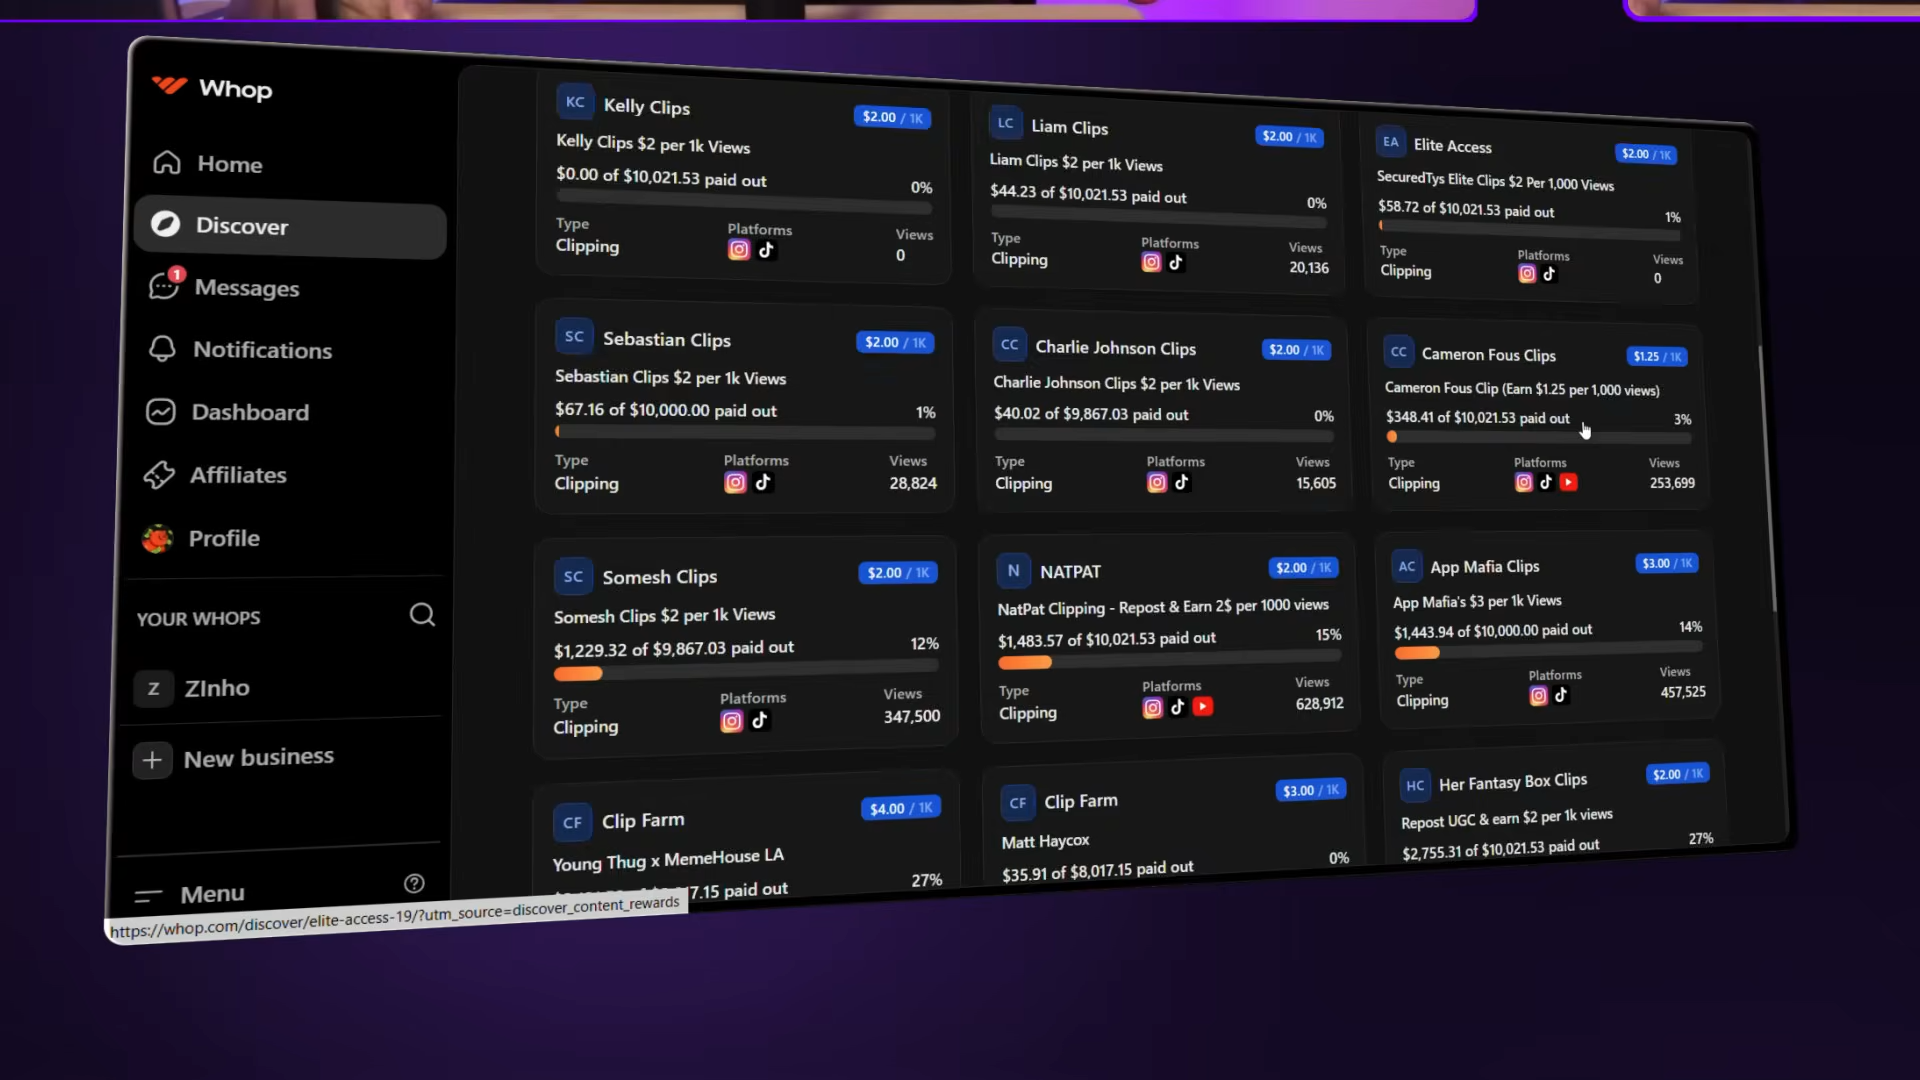 Whop
Home
Discover
1
Messages
Notifications
Dashboard
Affiliates
Profile
YOUR WHOPS
Z
ZInho
New business
Menu
https://whop.com/discover/elite-access-19/?utm_source=discover_content_rewards
KC
Kelly Clips
$2.00 / 1K
Kelly Clips $2 per 1k Views
$0.00 of $10,021.53 paid out
0%
Type
Platforms
Views
Clipping
0
LC
Liam Clips
$2.00 / 1K
Liam Clips $2 per 1k Views
$44.23 of $10,021.53 paid out
0%
Type
Platforms
Views
Clipping
20,136
EA
Elite Access
$2.00 / 1K
SecuredTys Elite Clips $2 Per 1,000 Views
$58.72 of $10,021.53 paid out
1%
Type
Platforms
Views
Clipping
0
SC
Sebastian Clips
$2.00 / 1K
Sebastian Clips $2 per 1k Views
$67.16 of $10,000.00 paid out
1%
Type
Platforms
Views
Clipping
28,824
CC
Charlie Johnson Clips
$2.00 / 1K
Charlie Johnson Clips $2 per 1k Views
$40.02 of $9,867.03 paid out
0%
Type
Platforms
Views
Clipping
15,605
CC
Cameron Fous Clips
$1.25 / 1K
Cameron Fous Clip (Earn $1.25 per 1,000 views)
$348.41 of $10,021.53 paid out
3%
Type
Platforms
Views
Clipping
253,699
SC
Somesh Clips
$2.00 / 1K
Somesh Clips $2 per 1k Views
$1,229.32 of $9,867.03 paid out
12%
Type
Platforms
Views
Clipping
347,500
N
NATPAT
$2.00 / 1K
NatPat Clipping - Repost & Earn 2$ per 1000 views
$1,483.57 of $10,021.53 paid out
15%
Type
Platforms
Views
Clipping
628,912
AC
App Mafia Clips
$3.00 / 1K
App Mafia's $3 per 1k Views
$1,443.94 of $10,000.00 paid out
14%
Type
Platforms
Views
Clipping
457,525
CF
Clip Farm
$4.00 / 1K
Young Thug x MemeHouse LA
7.15 paid out
27%
CF
Clip Farm
$3.00 / 1K
Matt Haycox
$35.91 of $8,017.15 paid out
0%
HC
Her Fantasy Box Clips
$2.00 / 1K
Repost UGC & earn $2 per 1k views
$2,755.31 of $10,021.53 paid out
27%